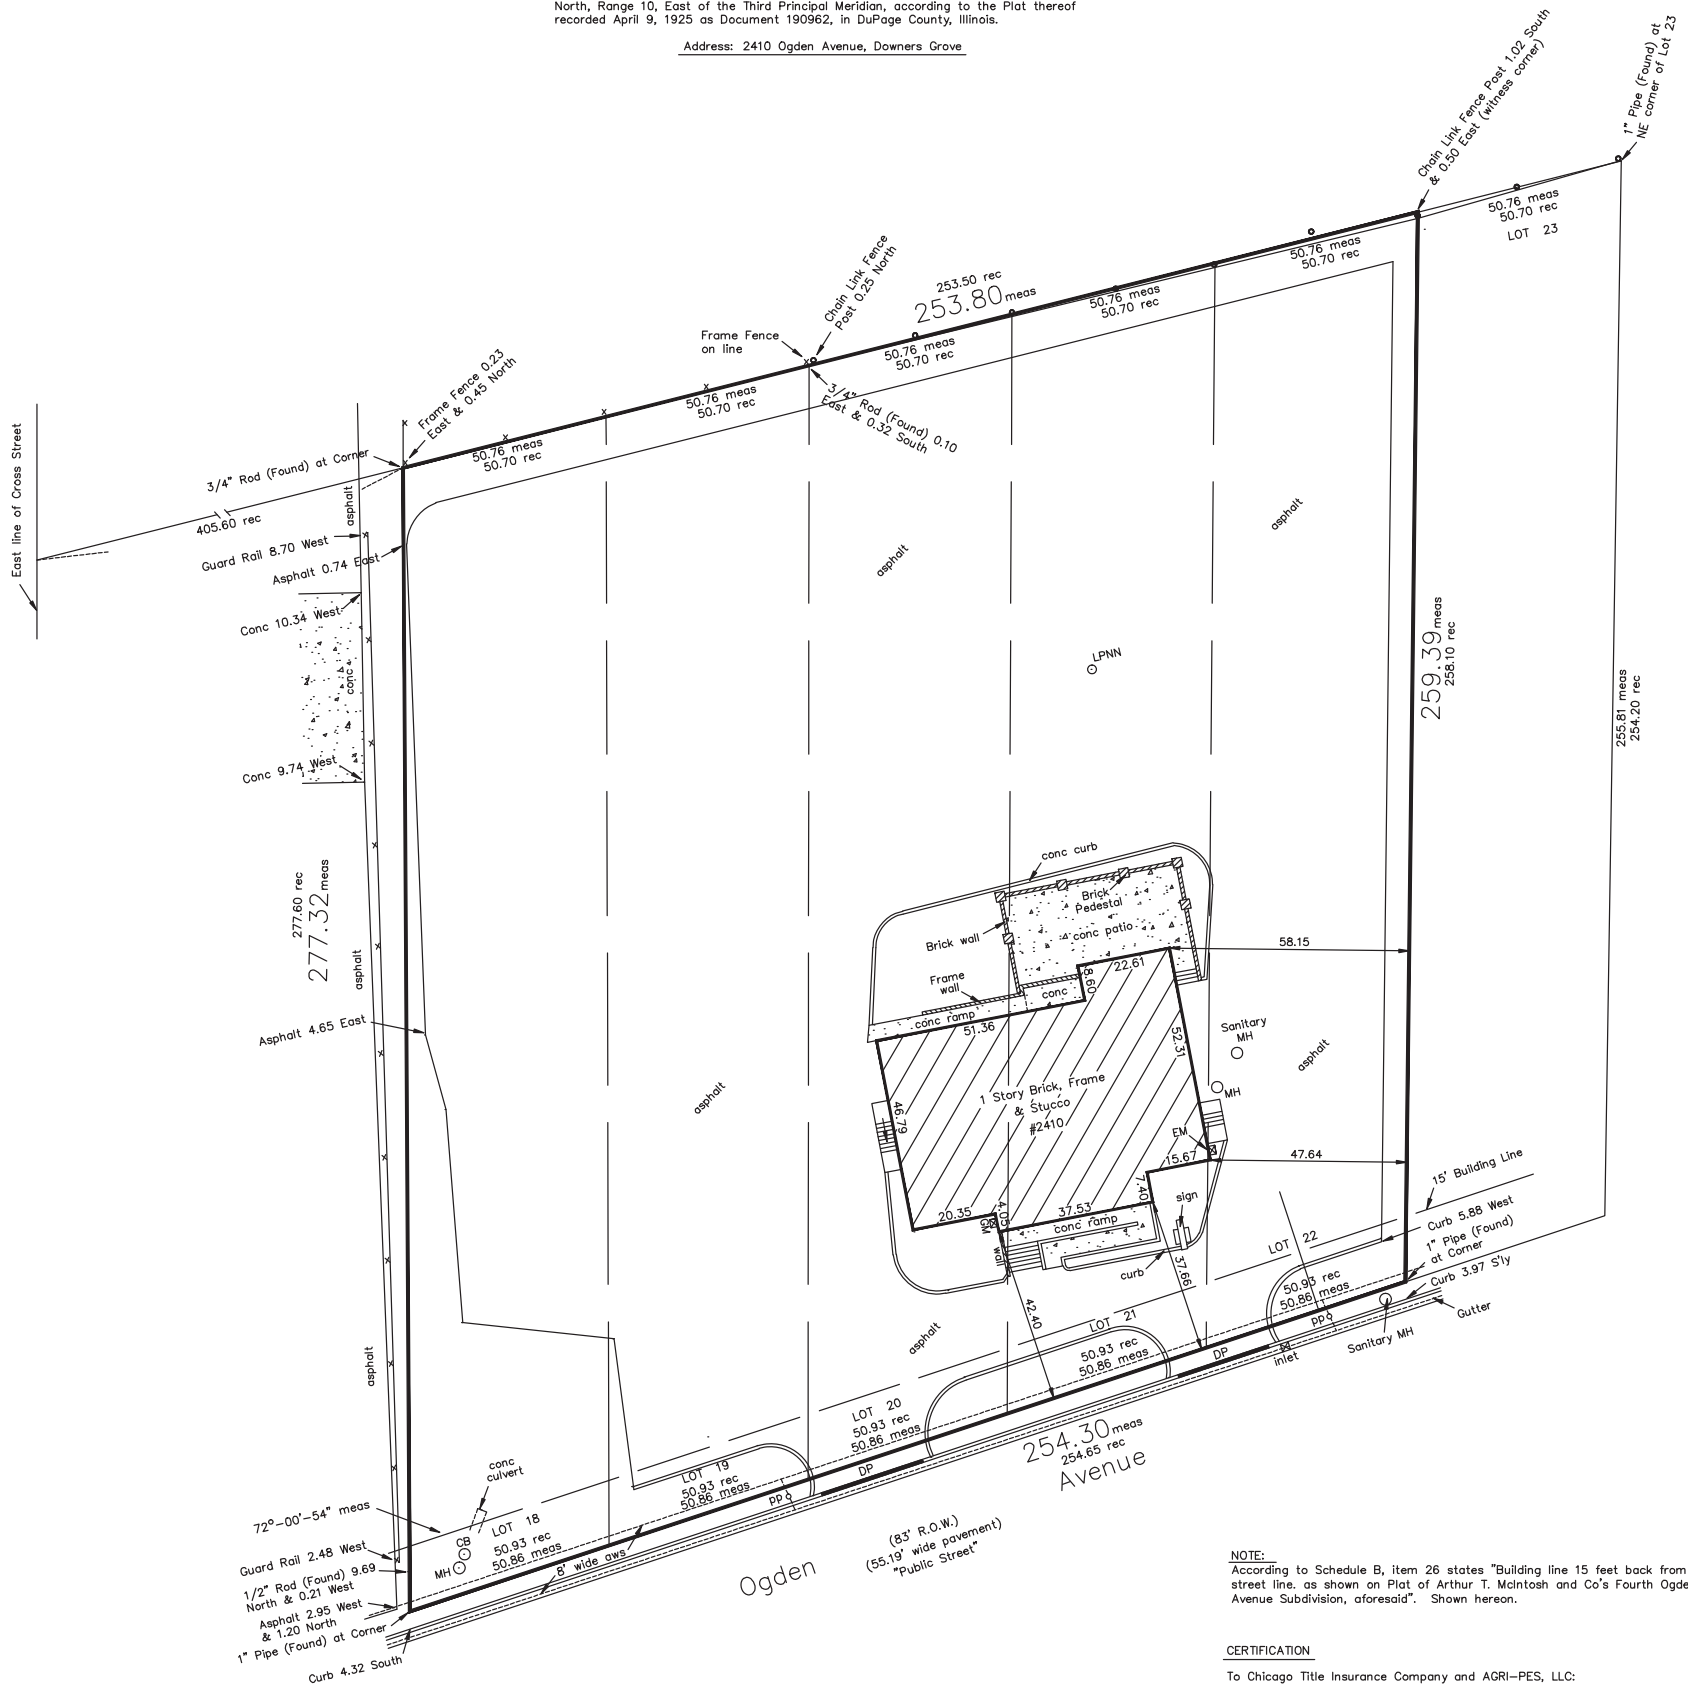 North, Range 10, East of the Third Principal Meridian, according to the Plat thereof
recorded April 9, 1925 as Document 190962, in DuPage County, Illinois.
Address: 2410 Ogden Avenue, Downers Grove
Chain Link Fence Post 1.02 South
& 0.50 East (witness corner)
1" Pipe (Found) at
NE corner of Lot 23
50.76 meas
50.70 rec
LOT 23
50.76 meas
50.70 rec
253.50 rec
253.80 meas
50.76 meas
50.70 rec
Chain Link Fence
Post 0.25 North
Frame Fence
on line
50.76 meas
50.70 rec
3/4" Rod (Found) 0.10
East & 0.32 South
50.76 meas
50.70 rec
Frame Fence 0.23
East & 0.45 North
50.76 meas
50.70 rec
East line of Cross Street
3/4" Rod (Found) at Corner
405.60 rec
asphalt
Guard Rail 8.70 West
Asphalt 0.74 East
Conc 10.34 West
conc
Conc 9.74 West
asphalt
asphalt
LPNN
259.39 meas
258.10 rec
255.81 meas
254.20 rec
277.60 rec
277.32 meas
asphalt
Asphalt 4.65 East
conc curb
Brick
Pedestal
Brick wall
conc patio
58.15
Frame
wall
22.61
8.60
conc
conc ramp
51.36
52.31
Sanitary
MH
asphalt
MH
1 Story Brick, Frame
& Stucco
#2410
46.79
asphalt
EM
15.67
47.64
7.40
sign
20.35
GM
4.05
37.53
conc ramp
wall
curb
37.66
42.40
15' Building Line
Curb 5.88 West
1" Pipe (Found)
at Corner
Curb 3.97 S'ly
Gutter
LOT 22
50.93 rec
50.86 meas
PP
Sanitary MH
inlet
DP
LOT 21
50.93 rec
50.86 meas
asphalt
asphalt
LOT 20
50.93 rec
50.86 meas
DP
254.30 meas
254.65 rec
Ogden Avenue
(83' R.O.W.)
(55.19' wide pavement)
"Public Street"
LOT 19
50.93 rec
50.86 meas
PP
conc
culvert
72°-00'-54" meas
LOT 18
50.93 rec
50.86 meas
CB
MH
8' wide aws
Guard Rail 2.48 West
1/2" Rod (Found) 9.69
North & 0.21 West
Asphalt 2.95 West
& 1.20 North
1" Pipe (Found) at Corner
Curb 4.32 South
NOTE:
According to Schedule B, item 26 states "Building line 15 feet back from
street line. as shown on Plat of Arthur T. McIntosh and Co's Fourth Ogde
Avenue Subdivision, aforesaid". Shown hereon.
CERTIFICATION
To Chicago Title Insurance Company and AGRI-PES, LLC: